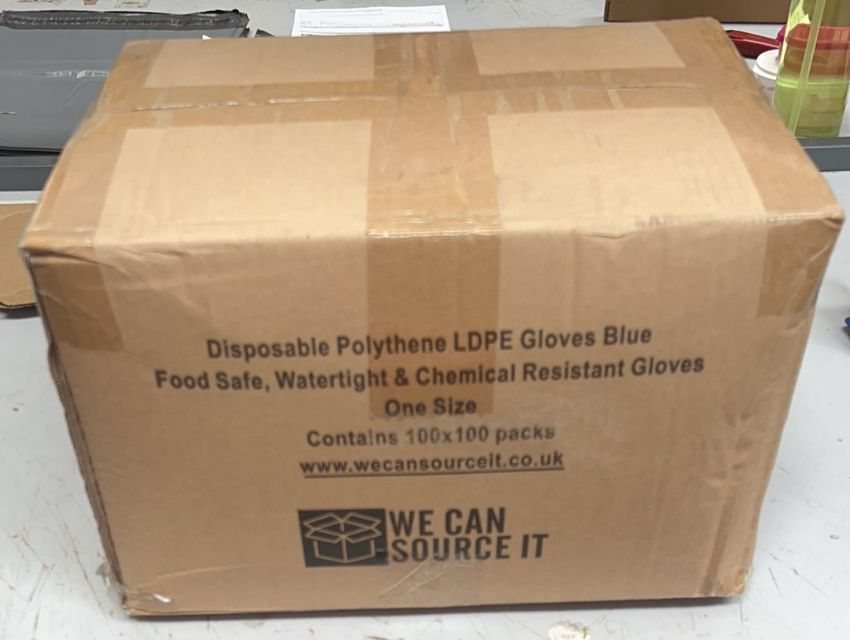 Disposable Polythene LDPE Gloves Blue
Food Safe, Watertight & Chemical Resistant Gloves
One Size
Contains 100x100 packs
www.wecansourceit.co.uk
WE CAN
SOURCE IT